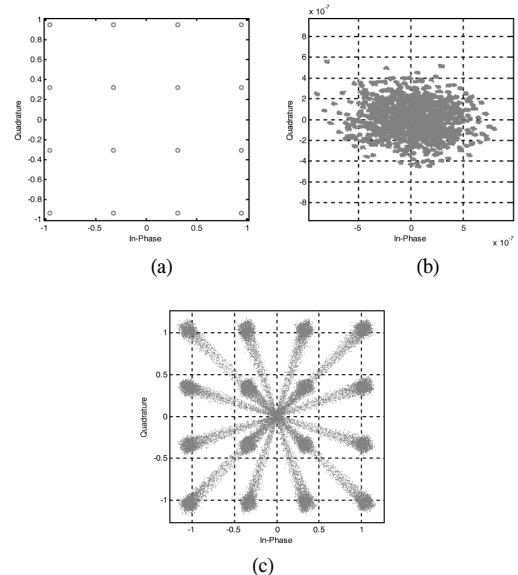 1
0.8
0.6
0.4
0.2
0
-0.2
-0.4
-0.6
-0.8
-1
-1 -0.5 0 0.5 1
Quadrature
In-Phase
(a)
x 10 -7
8
6
4
2
0
-2
-4
-6
-8
-5 0 5
Quadrature
In-Phase
x 10 -7
(b)
1
0.5
0
-0.5
-1
-1 -0.5 0 0.5 1
Quadrature
In-Phase
(c)